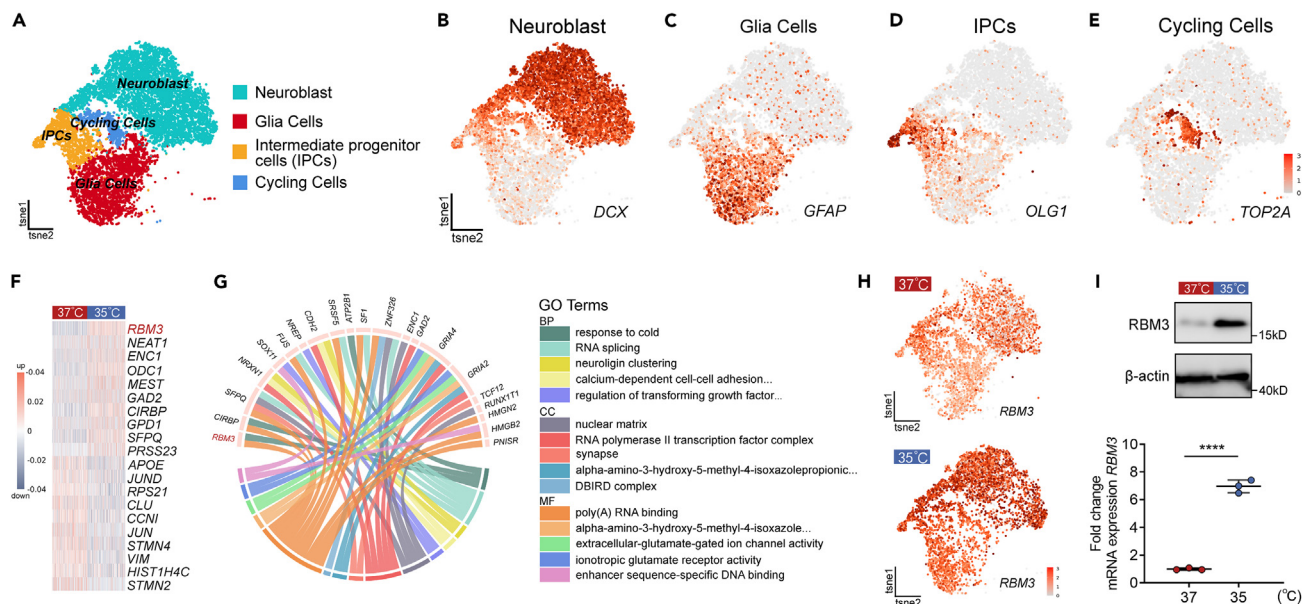 A
Neuroblast
Cycling Cells
IPCs
Glia Cells
tsne1
tsne2
Neuroblast
Glia Cells
Intermediate progenitor
cells (IPCs)
Cycling Cells
B
Neuroblast
DCX
tsne1
tsne2
C
Glia Cells
GFAP
D
IPCs
OLG1
E
Cycling Cells
TOP2A
3
2
1
0
F
37°C 35°C
up
0.04
0.02
0
-0.02
-0.04
down
RBM3
NEAT1
ENC1
ODC1
MEST
GAD2
CIRBP
GPD1
SFPQ
PRSS23
APOE
JUND
RPS21
CLU
CCNI
JUN
STMN4
VIM
HIST1H4C
STMN2
G
RBM3
CIRBP
SFPQ
NRXN1
SOX11
FUS
NREP
CDH2
SRSF5
ATP2B1
SF1
ZNF326
ENC1
GAD2
GRIA4
GRIA2
TCF12
RUNX1T1
HMGN2
HMGB2
PNISR
GO Terms
BP
response to cold
RNA splicing
neuroligin clustering
calcium-dependent cell-cell adhesion...
regulation of transforming growth factor...
CC
nuclear matrix
RNA polymerase II transcription factor complex
synapse
alpha-amino-3-hydroxy-5-methyl-4-isoxazolepropionic...
DBIRD complex
MF
poly(A) RNA binding
alpha-amino-3-hydroxy-5-methyl-4-isoxazole...
extracellular-glutamate-gated ion channel activity
ionotropic glutamate receptor activity
enhancer sequence-specific DNA binding
H
37°C
RBM3
tsne1
tsne2
35°C
RBM3
tsne1
tsne2
3
2
1
0
I
37°C 35°C
RBM3
-15kD
β-actin
-40kD
Fold change
mRNA expression RBM3
10
8
6
4
2
0
****
37 35 (°C)